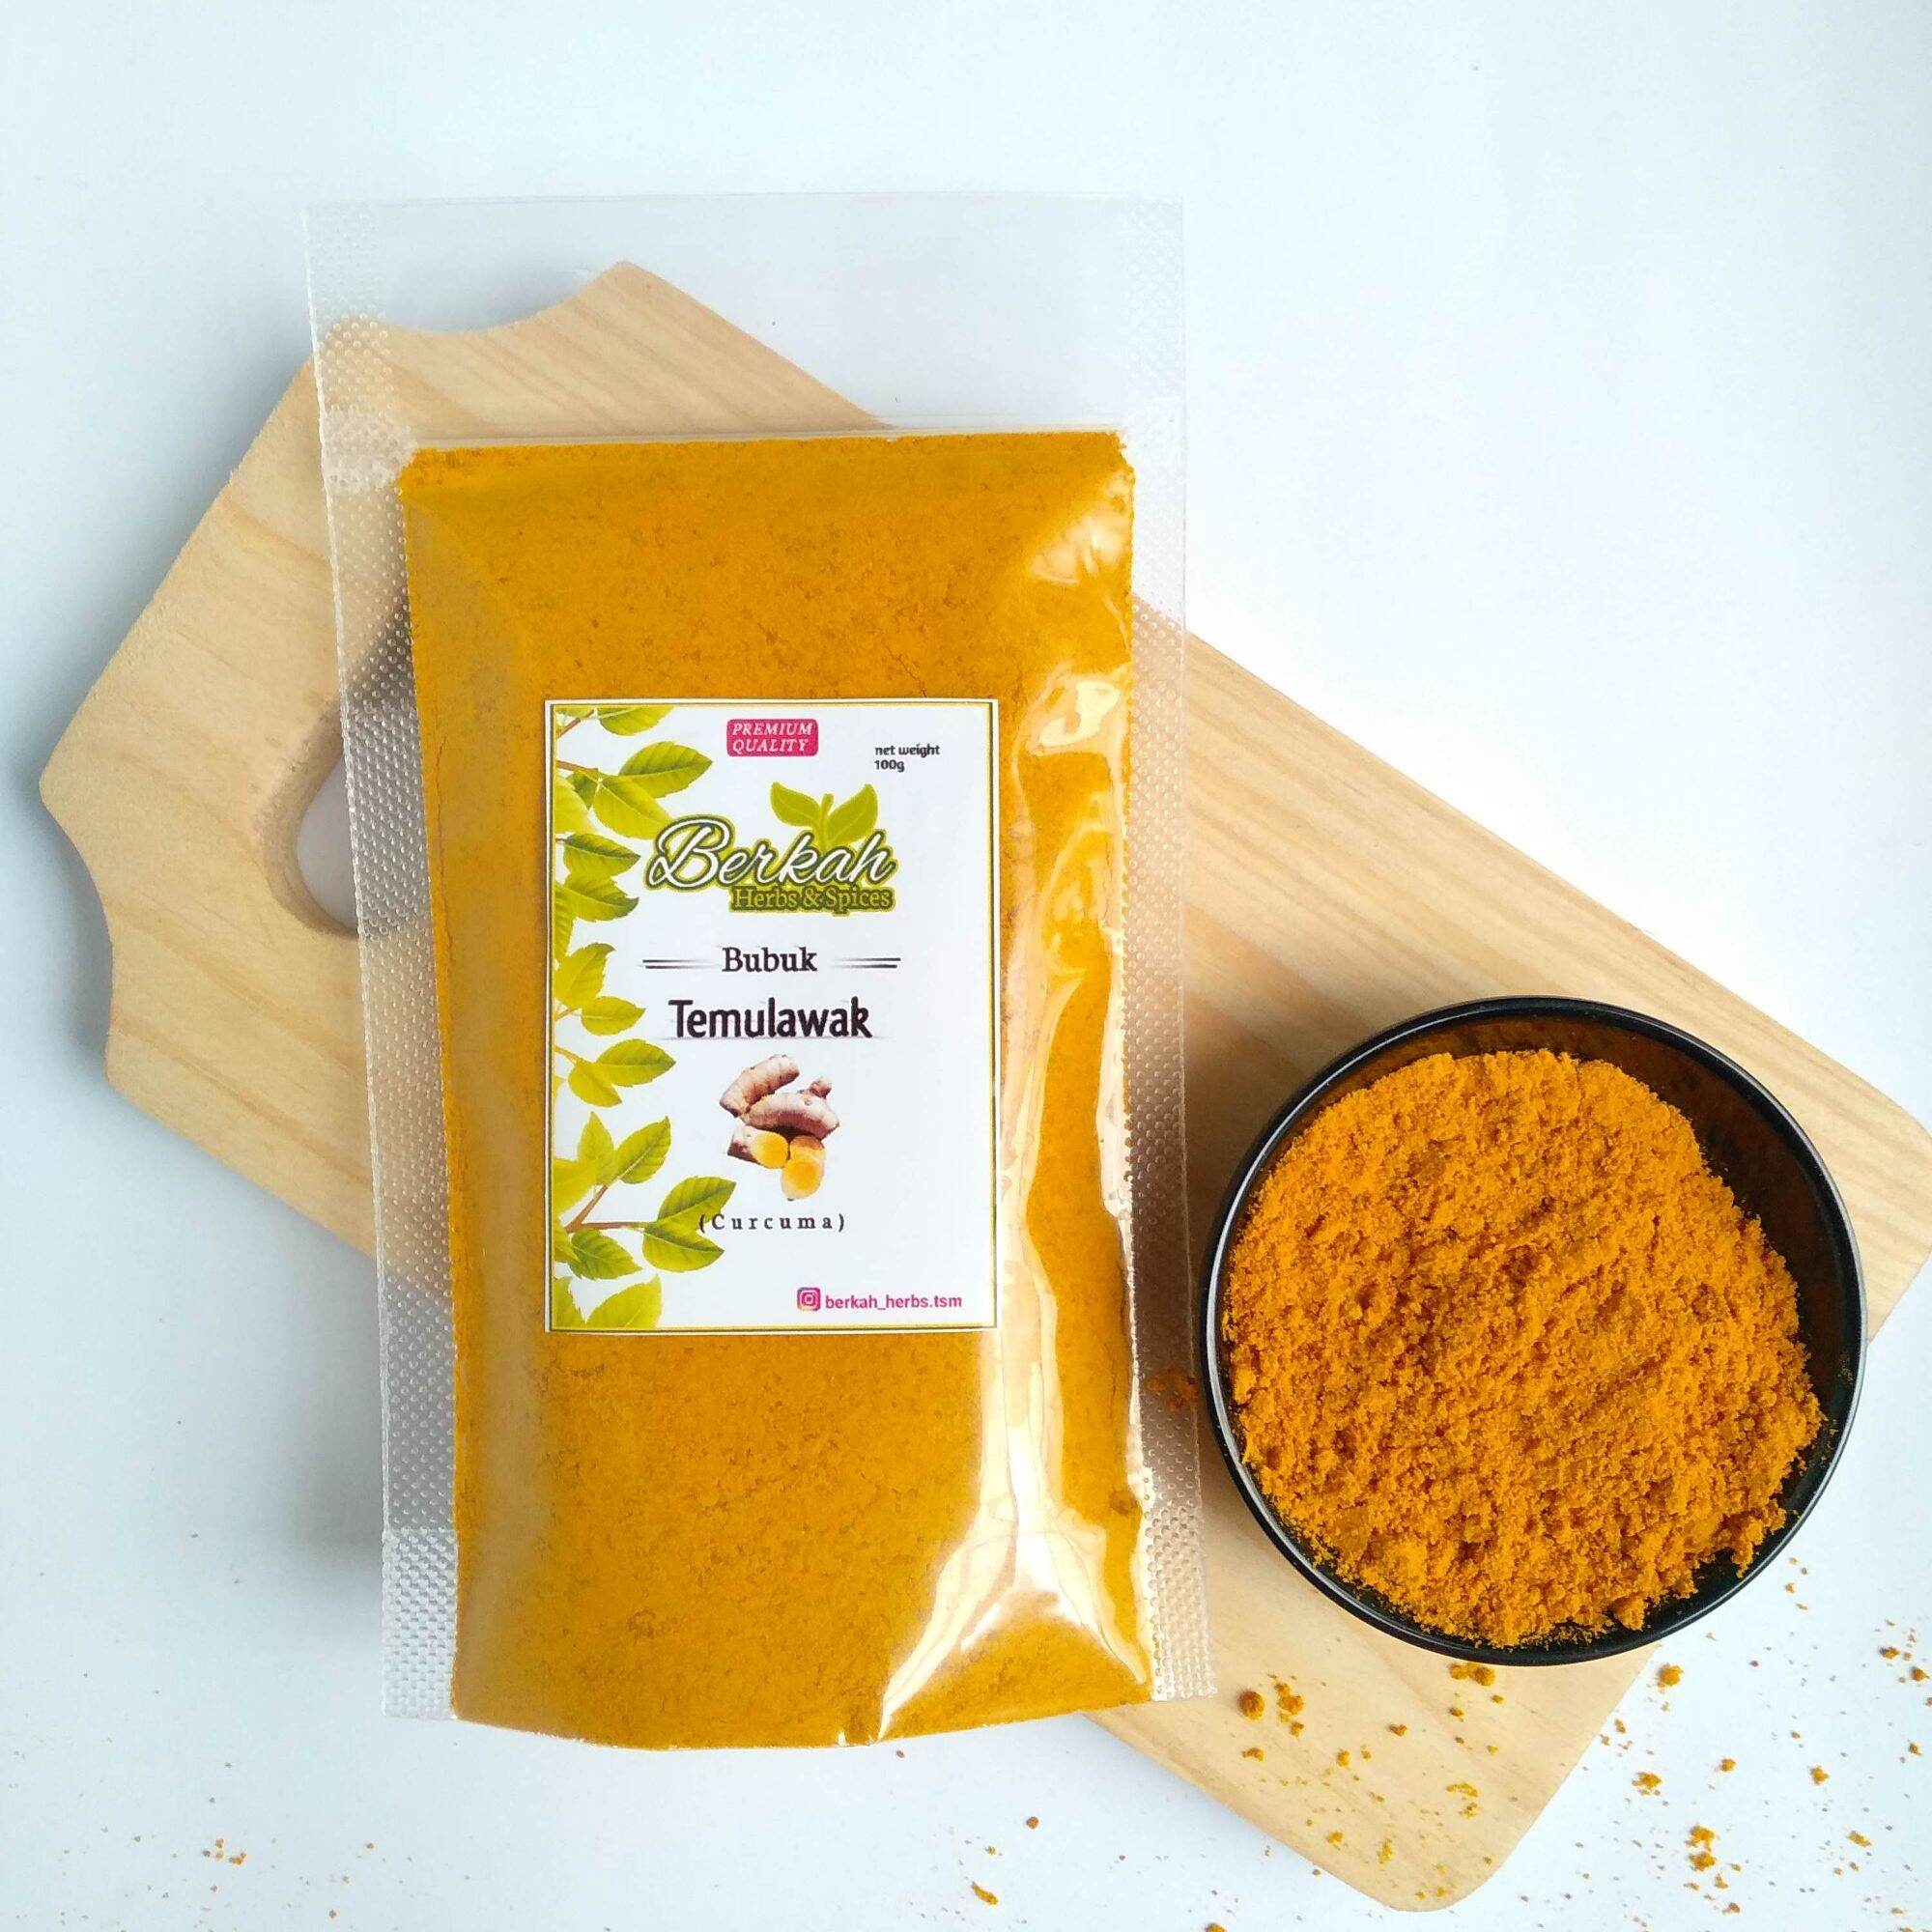 PREMIUM
QUALITY
net weight
100g
Berkah
Herbs & Spices
Bubuk
Temulawak
(Curcuma)
berkah_herbs.tsm